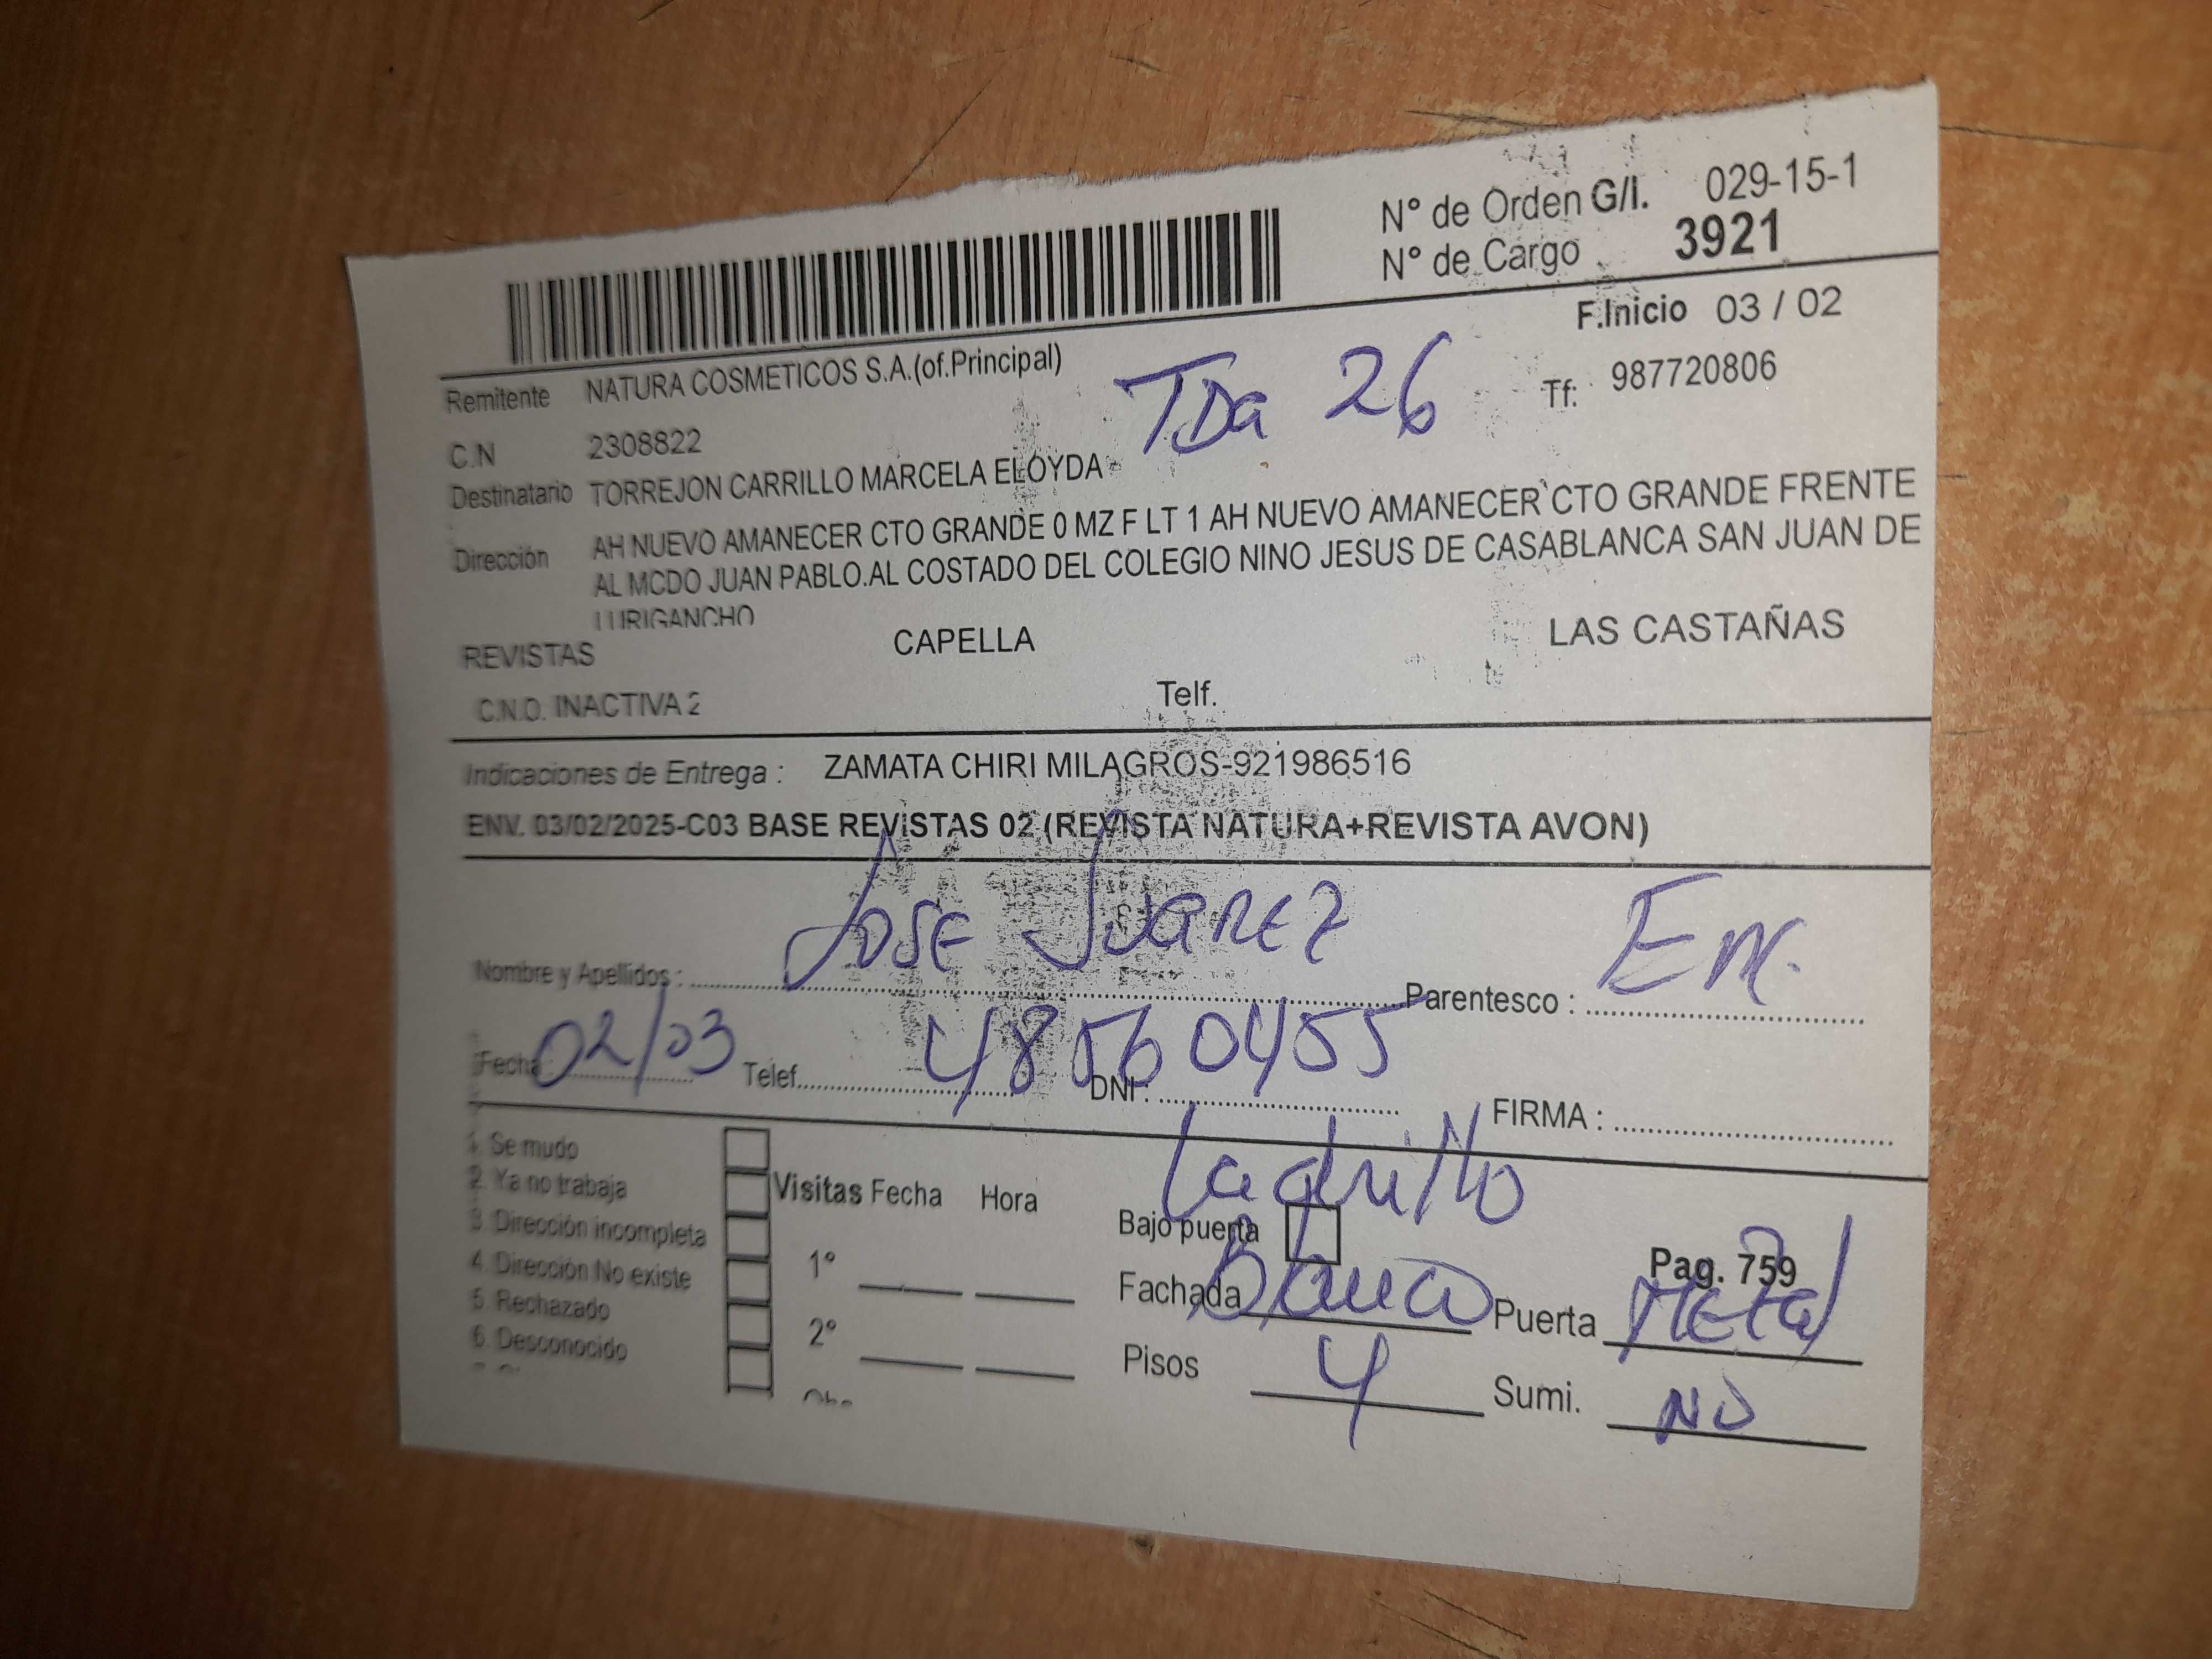 N° de Orden G/I. 029-15-1
N° de Cargo 3921
F.Inicio 03 / 02
Remitente NATURA COSMETICOS S.A.(of.Principal)
TDa 26
Tf: 987720806
C.N 2308822
Destinatario TORREJON CARRILLO MARCELA ELOYDA
Dirección AH NUEVO AMANECER CTO GRANDE 0 MZ F LT 1 AH NUEVO AMANECER CTO GRANDE FRENTE
AL MCDO JUAN PABLO.AL COSTADO DEL COLEGIO NINO JESUS DE CASABLANCA SAN JUAN DE
LURIGANCHO
REVISTAS CAPELLA LAS CASTAÑAS
C.N.O. INACTIVA 2 Telf.
Indicaciones de Entrega : ZAMATA CHIRI MILAGROS-921986516
ENV. 03/02/2025-C03 BASE REVISTAS 02 (REVISTA NATURA+REVISTA AVON)
Nombre y Apellidos : JOSE SUAREZ Parentesco :
Fecha: 02/03 Telef. DNI : 48560455 FIRMA :
1. Se mudo
2. Ya no trabaja
3. Dirección incompleta
4. Dirección No existe
5. Rechazado
6. Desconocido
Visitas Fecha Hora
1°
2°
Ladrillo
Bajo puerta
Pag. 759
Fachada Blanco Puerta Metal
Pisos 4 Sumi. NO